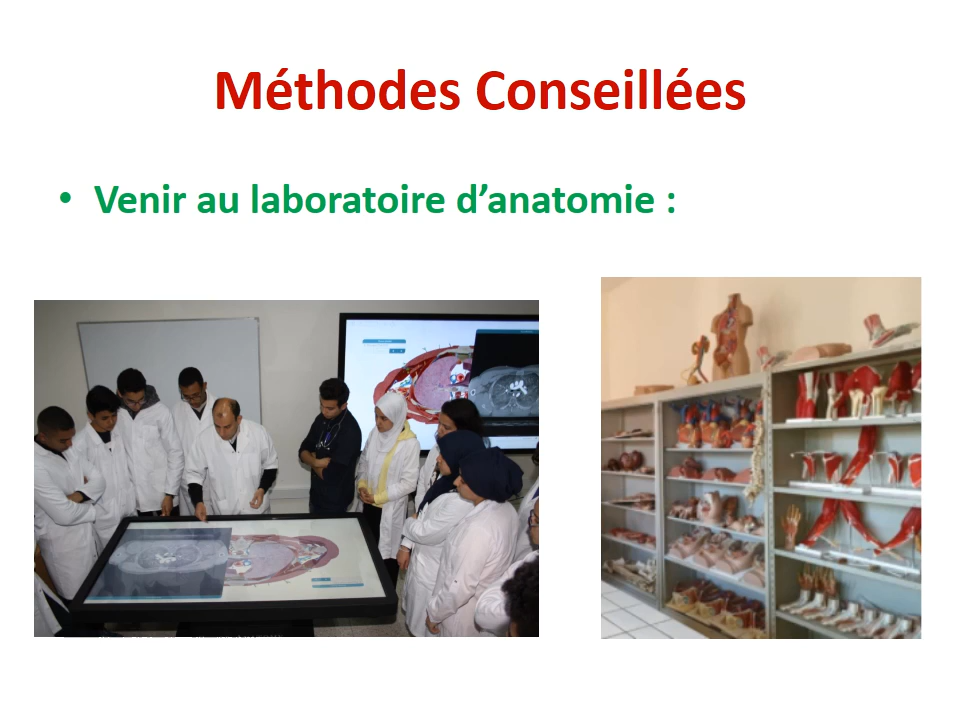 Méthodes Conseillées
• Venir au laboratoire d’anatomie :